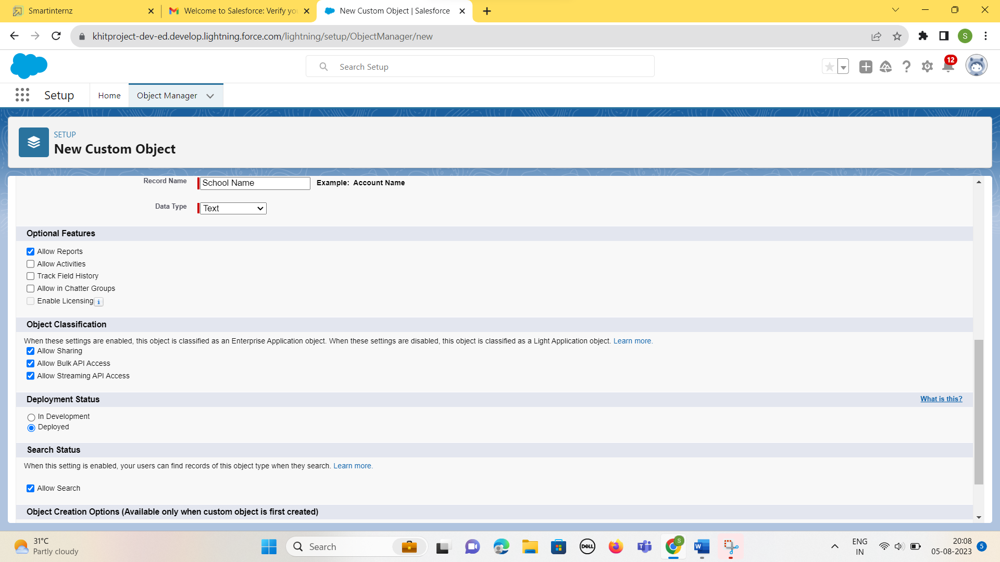 Smartinternz
Welcome to Salesforce: Verify yo
New Custom Object | Salesforce
khitproject-dev-ed.develop.lightning.force.com/lightning/setup/ObjectManager/new
S
Search Setup
12
Setup
Home
Object Manager
SETUP
New Custom Object
Record Name
School Name
Example: Account Name
Data Type
Text
Optional Features
Allow Reports
Allow Activities
Track Field History
Allow in Chatter Groups
Enable Licensing i
Object Classification
When these settings are enabled, this object is classified as an Enterprise Application object. When these settings are disabled, this object is classified as a Light Application object. Learn more.
Allow Sharing
Allow Bulk API Access
Allow Streaming API Access
Deployment Status
What is this?
In Development
Deployed
Search Status
When this setting is enabled, your users can find records of this object type when they search. Learn more.
Allow Search
Object Creation Options (Available only when custom object is first created)
31°C
Partly cloudy
Search
DELL
S
W
ENG
IN
20:08
05-08-2023
5